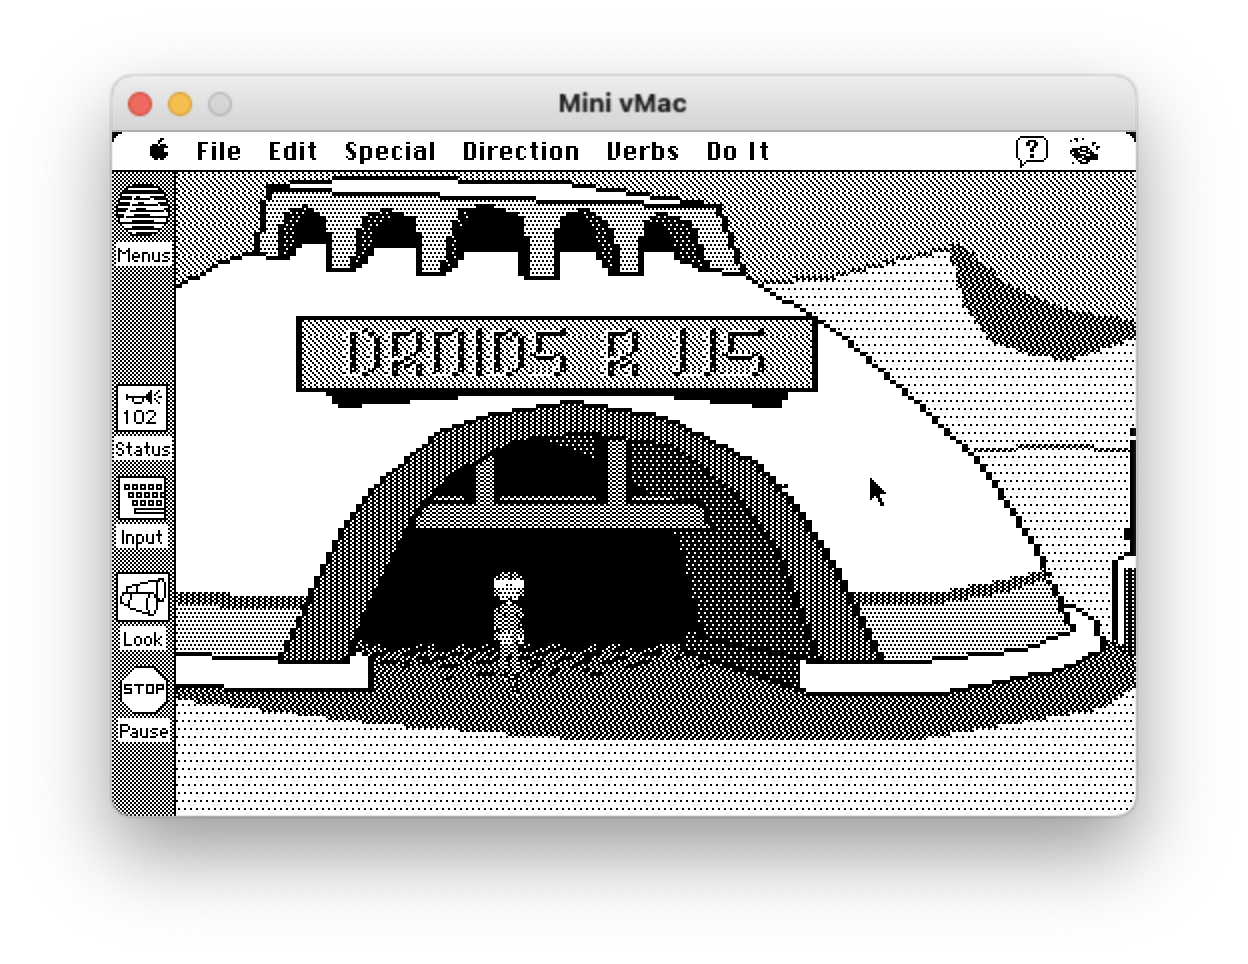 Mini vMac
File Edit Special Direction Verbs Do It
?
Menus
DROIDS R US
102
Status
Input
Look
STOP
Pause